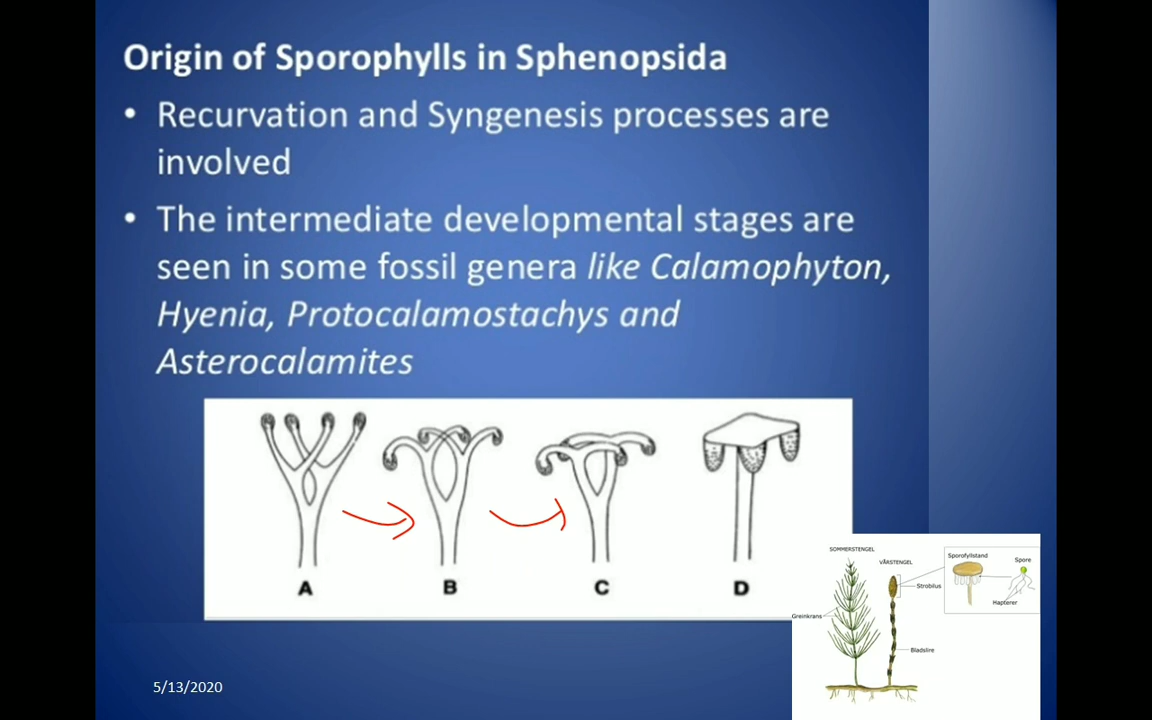 Origin of Sporophylls in Sphenopsida
• Recurvation and Syngenesis processes are
involved
• The intermediate developmental stages are
seen in some fossil genera like Calamophyton,
Hyenia, Protocalamostachys and
Asterocalamites
A B C D
SOMMERSTENGEL
VÅRSTENGEL
Sporofyllstand
Spore
Strobilus
Hapterer
Greinkrans
Bladslire
5/13/2020